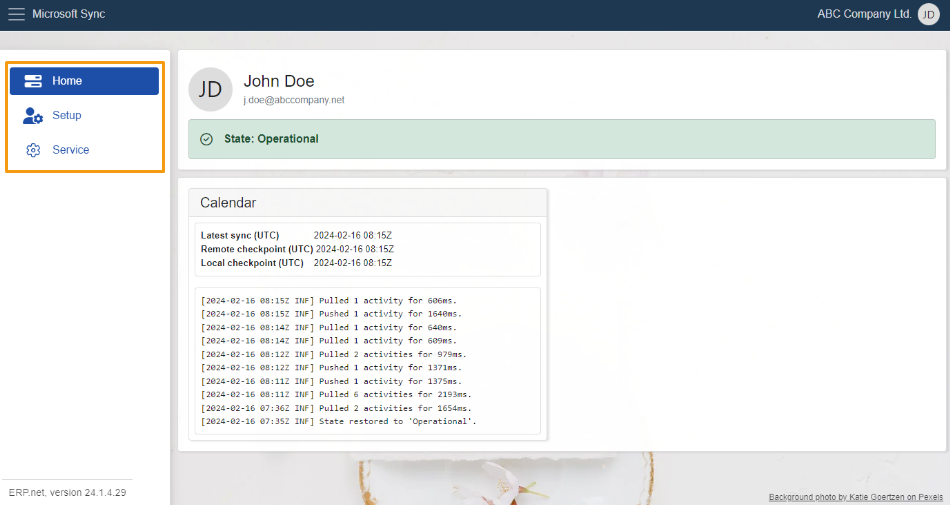 Microsoft Sync
ABC Company Ltd. JD
Home
Setup
Service
JD
John Doe
j.doe@abccompany.net
State: Operational
Calendar
Latest sync (UTC) 2024-02-16 08:15Z
Remote checkpoint (UTC) 2024-02-16 08:15Z
Local checkpoint (UTC) 2024-02-16 08:15Z
[2024-02-16 08:15Z INF] Pulled 1 activity for 606ms.
[2024-02-16 08:15Z INF] Pushed 1 activity for 1640ms.
[2024-02-16 08:14Z INF] Pulled 1 activity for 640ms.
[2024-02-16 08:14Z INF] Pulled 1 activity for 609ms.
[2024-02-16 08:12Z INF] Pulled 2 activities for 979ms.
[2024-02-16 08:12Z INF] Pushed 1 activity for 1371ms.
[2024-02-16 08:11Z INF] Pushed 1 activity for 1375ms.
[2024-02-16 08:11Z INF] Pulled 6 activities for 2193ms.
[2024-02-16 07:36Z INF] Pulled 2 activities for 1654ms.
[2024-02-16 07:35Z INF] State restored to 'Operational'.
ERP.net, version 24.1.4.29
Background photo by Katie Goertzen on Pexels